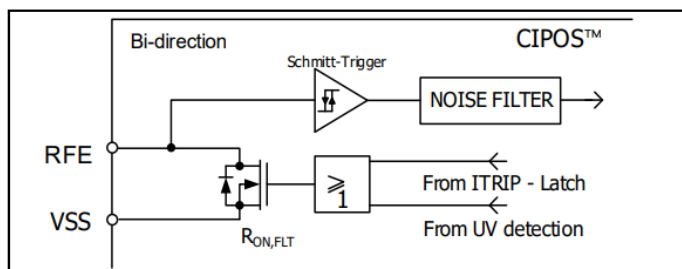 Bi-direction
CIPOS™
Schmitt-Trigger
NOISE FILTER
RFE
⩾
1
From ITRIP - Latch
VSS
From UV detection
RON,FLT